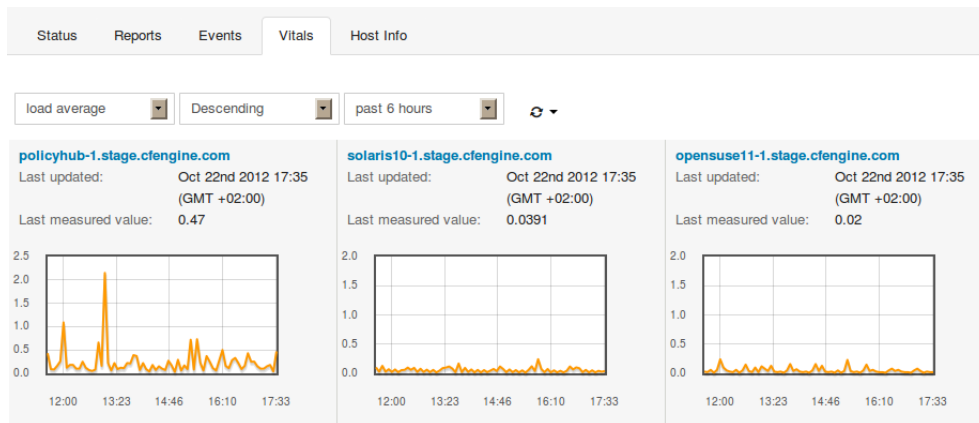 Status Reports Events Vitals Host Info
load average Descending past 6 hours
policyhub-1.stage.cfengine.com
Last updated: Oct 22nd 2012 17:35
(GMT +02:00)
Last measured value: 0.47
2.5
2.0
1.5
1.0
0.5
0.0
12:00 13:23 14:46 16:10 17:33
solaris10-1.stage.cfengine.com
Last updated: Oct 22nd 2012 17:35
(GMT +02:00)
Last measured value: 0.0391
2.0
1.5
1.0
0.5
0.0
12:00 13:23 14:46 16:10 17:33
opensuse11-1.stage.cfengine.com
Last updated: Oct 22nd 2012 17:35
(GMT +02:00)
Last measured value: 0.02
2.0
1.5
1.0
0.5
0.0
12:00 13:23 14:46 16:10 17:33